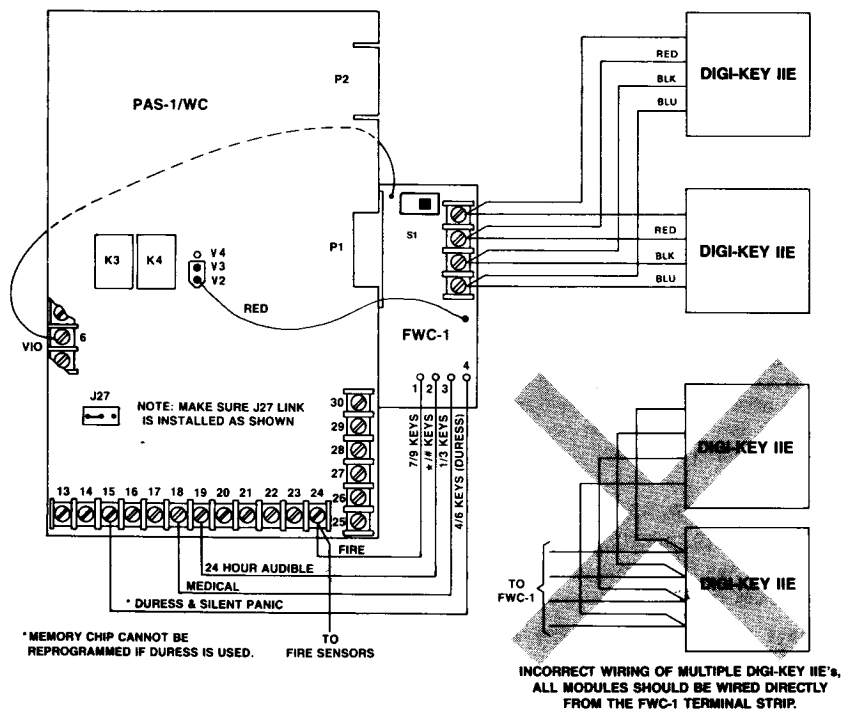 PAS-1/WC
P2
RED
BLK
BLU
DIGI-KEY IIE
K3
K4
V4
V3
V2
P1
S1
RED
BLK
BLU
DIGI-KEY IIE
RED
FWC-1
VIO
6
J27
NOTE: MAKE SURE J27 LINK
IS INSTALLED AS SHOWN
30
29
28
27
26
25
1
2
3
4
7/9 KEYS
*/# KEYS
1/3 KEYS
4/6 KEYS (DURESS)
13 14 15 16 17 18 19 20 21 22 23 24
FIRE
24 HOUR AUDIBLE
MEDICAL
* DURESS & SILENT PANIC
*MEMORY CHIP CANNOT BE
REPROGRAMMED IF DURESS IS USED.
TO
FIRE SENSORS
DIGI-KEY IIE
DIGI-KEY IIE
TO
FWC-1
INCORRECT WIRING OF MULTIPLE DIGI-KEY IIE's,
ALL MODULES SHOULD BE WIRED DIRECTLY
FROM THE FWC-1 TERMINAL STRIP.